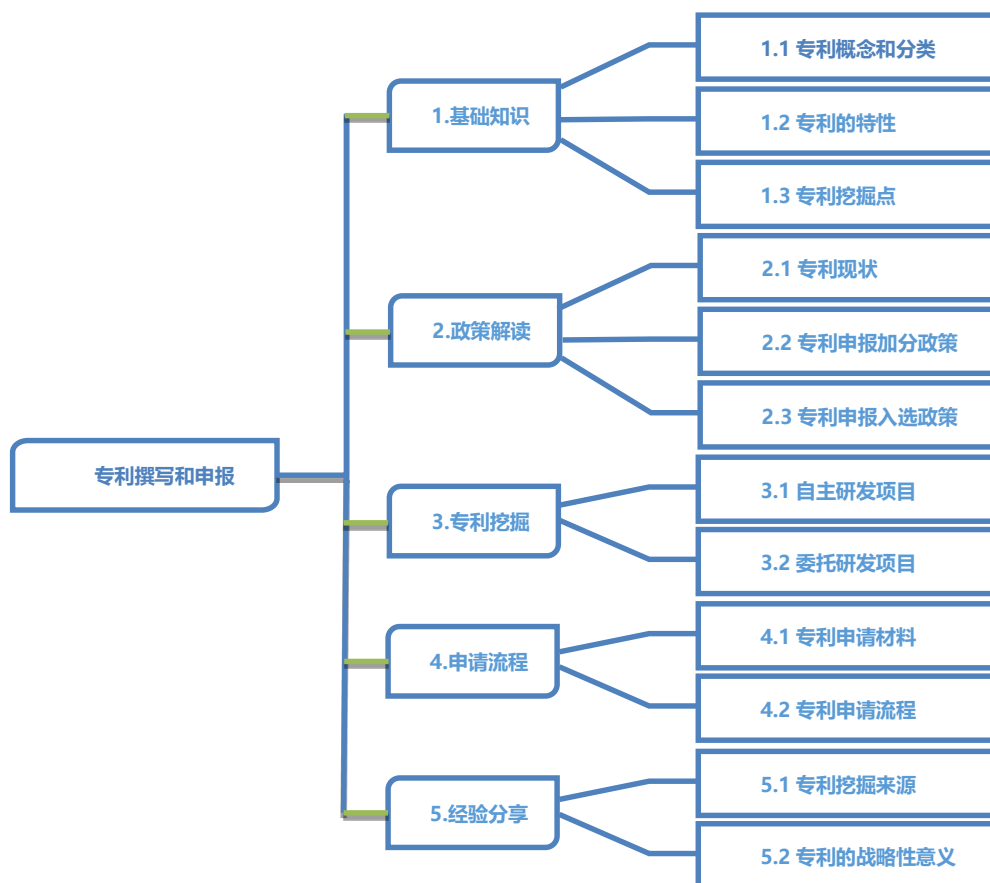 专利撰写和申报
1.基础知识
1.1 专利概念和分类
1.2 专利的特性
1.3 专利挖掘点
2.政策解读
2.1 专利现状
2.2 专利申报加分政策
2.3 专利申报入选政策
3.专利挖掘
3.1 自主研发项目
3.2 委托研发项目
4.申请流程
4.1 专利申请材料
4.2 专利申请流程
5.经验分享
5.1 专利挖掘来源
5.2 专利的战略性意义